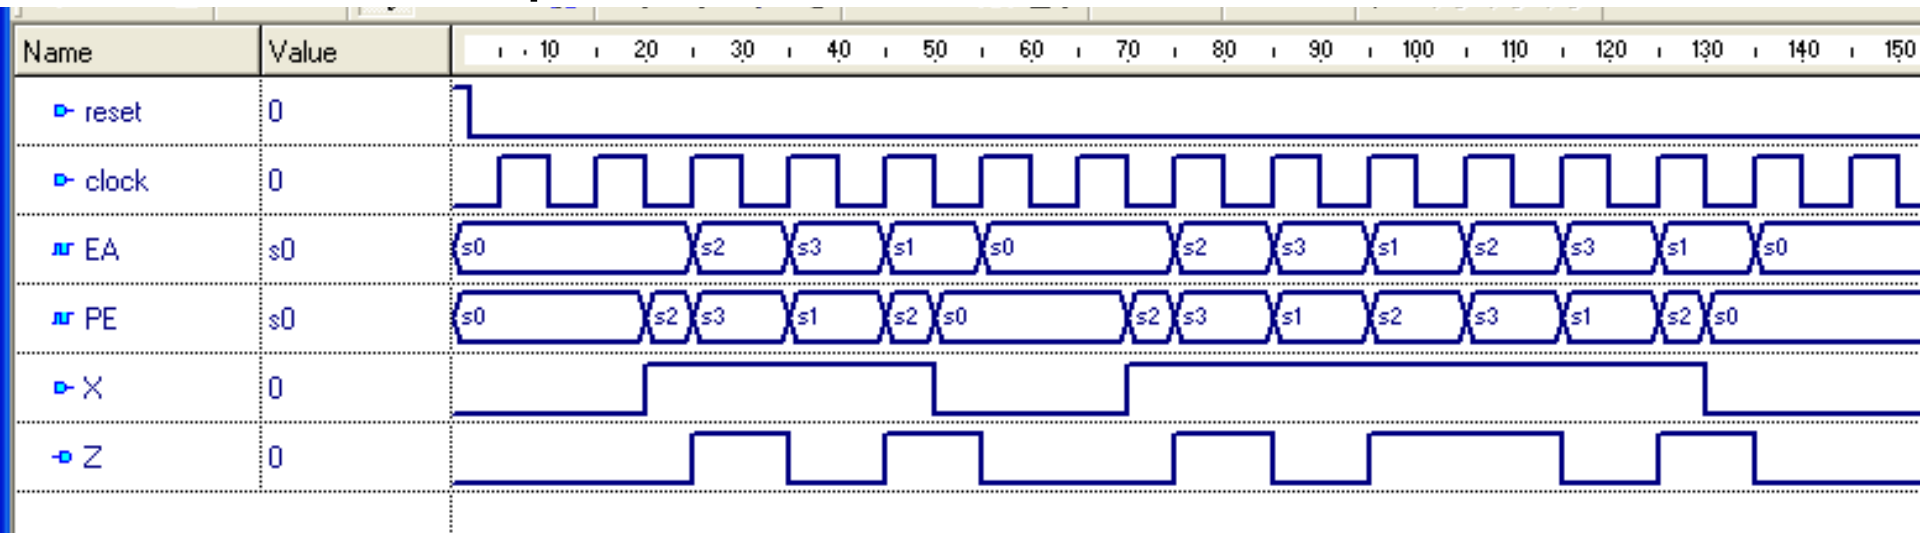 Name Value 10 20 30 40 50 60 70 80 90 100 110 120 130 140 150
reset 0
clock 0
EA s0 s0 s2 s3 s1 s0 s2 s3 s1 s2 s3 s1 s0
PE s0 s0 s2 s3 s1 s2 s0 s2 s3 s1 s2 s3 s1 s2 s0
X 0
Z 0